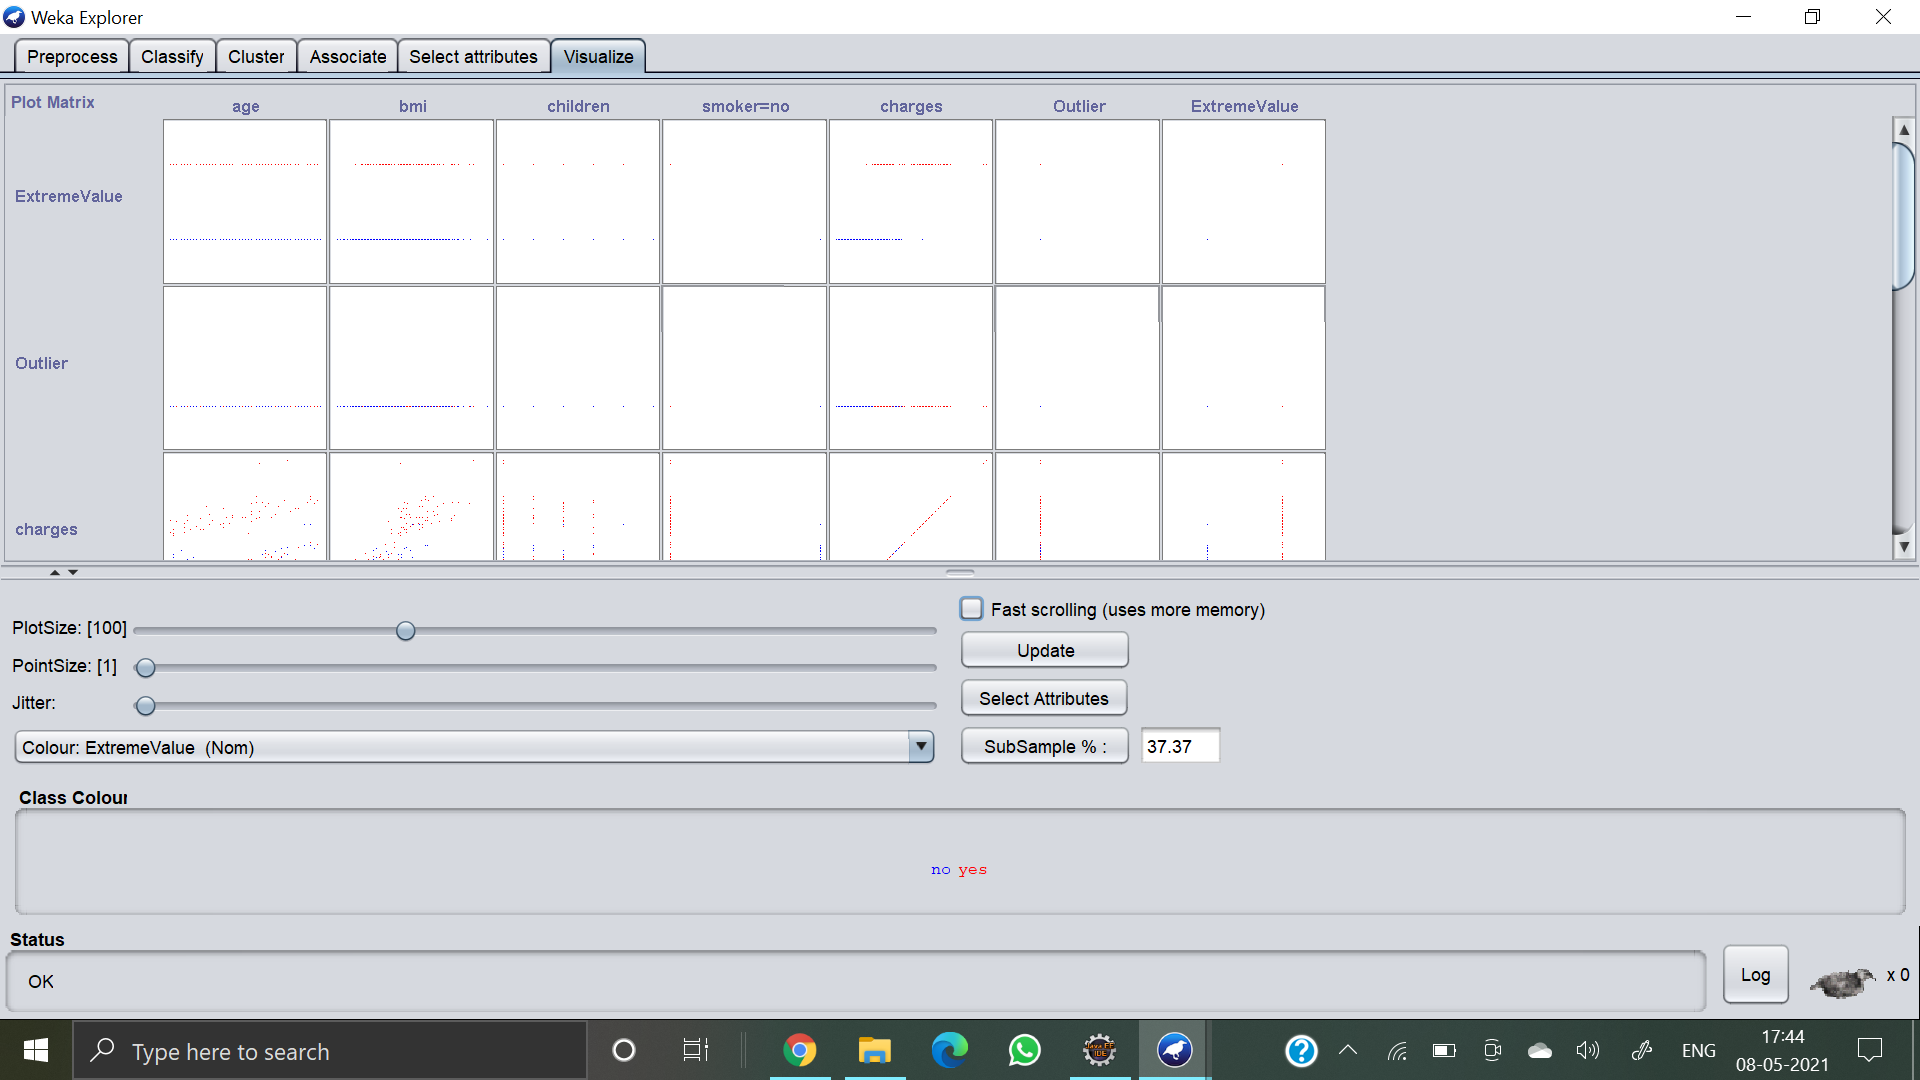 Weka Explorer
Preprocess Classify Cluster Associate Select attributes Visualize
Plot Matrix age bmi children smoker=no charges Outlier ExtremeValue
ExtremeValue
Outlier
charges
Fast scrolling (uses more memory)
PlotSize: [100]
Update
PointSize: [1]
Select Attributes
Jitter:
Colour: ExtremeValue (Nom) SubSample % : 37.37
Class Colour
no yes
Status
OK
Log x 0
Type here to search
ENG 17:44
08-05-2021